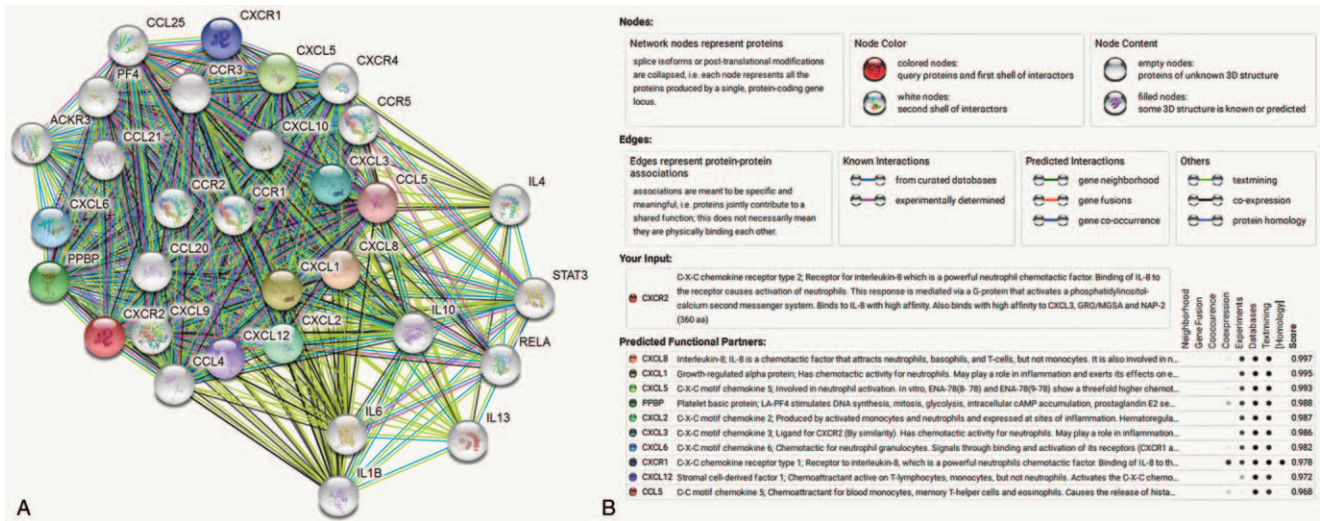 CXCR1
CCL25
CXCL5
PF4
CCR3
CXCR4
CCR5
ACKR3
CXCL10
CCL21
CXCL3
CCL5
IL4
CCR2
CCR1
CXCL6
CCL20
CXCL8
PPBP
CXCL1
STAT3
CXCR2
CXCL9
CXCL2
IL10
CXCL12
RELA
CCL4
IL6
IL13
IL1B
A
Nodes:
Network nodes represent proteins
splice isoforms or post-translational modifications
are collapsed, i.e. each node represents all the
proteins produced by a single, protein-coding gene
locus.
Node Color
colored nodes:
query proteins and first shell of interactors
white nodes:
second shell of interactors
Node Content
empty nodes:
proteins of unknown 3D structure
filled nodes:
some 3D structure is known or predicted
Edges:
Edges represent protein-protein
associations
associations are meant to be specific and
meaningful, i.e. proteins jointly contribute to a
shared function; this does not necessarily mean
they are physically binding each other.
Known Interactions
from curated databases
experimentally determined
Predicted Interactions
gene neighborhood
gene fusions
gene co-occurrence
Others
textmining
co-expression
protein homology
Your Input:
CXCR2
C-X-C chemokine receptor type 2; Receptor for interleukin-8 which is a powerful neutrophil chemotactic factor. Binding of IL-8 to
the receptor causes activation of neutrophils. This response is mediated via a G-protein that activates a phosphatidylinositol-
calcium second messenger system. Binds to IL-8 with high affinity. Also binds with high affinity to CXCL3, GRO/MGSA and NAP-2
(360 aa)
Neighborhood
Gene Fusion
Cooccurence
Coexpression
Experiments
Databases
Textmining
[Homology]
Score
Predicted Functional Partners:
CXCL8 Interleukin-8; IL-8 is a chemotactic factor that attracts neutrophils, basophils, and T-cells, but not monocytes. It is also involved in n... 0.997
CXCL1 Growth-regulated alpha protein; Has chemotactic activity for neutrophils. May play a role in inflammation and exerts its effects on e... 0.995
CXCL5 C-X-C motif chemokine 5; Involved in neutrophil activation. In vitro, ENA-78(8- 78) and ENA-78(9-78) show a threefold higher chemot... 0.993
PPBP Platelet basic protein; LA-PF4 stimulates DNA synthesis, mitosis, glycolysis, intracellular cAMP accumulation, prostaglandin E2 se... 0.988
CXCL2 C-X-C motif chemokine 2; Produced by activated monocytes and neutrophils and expressed at sites of inflammation. Hematoregula... 0.987
CXCL3 C-X-C motif chemokine 3; Ligand for CXCR2 (By similarity). Has chemotactic activity for neutrophils. May play a role in inflammation... 0.986
CXCL6 C-X-C motif chemokine 6; Chemotactic for neutrophil granulocytes. Signals through binding and activation of its receptors (CXCR1 a... 0.982
CXCR1 C-X-C chemokine receptor type 1; Receptor to interleukin-8, which is a powerful neutrophils chemotactic factor. Binding of IL-8 to th... 0.978
CXCL12 Stromal cell-derived factor 1; Chemoattractant active on T-lymphocytes, monocytes, but not neutrophils. Activates the C-X-C chemo... 0.972
CCL5 C-C motif chemokine 5; Chemoattractant for blood monocytes, memory T-helper cells and eosinophils. Causes the release of hista... 0.968
B